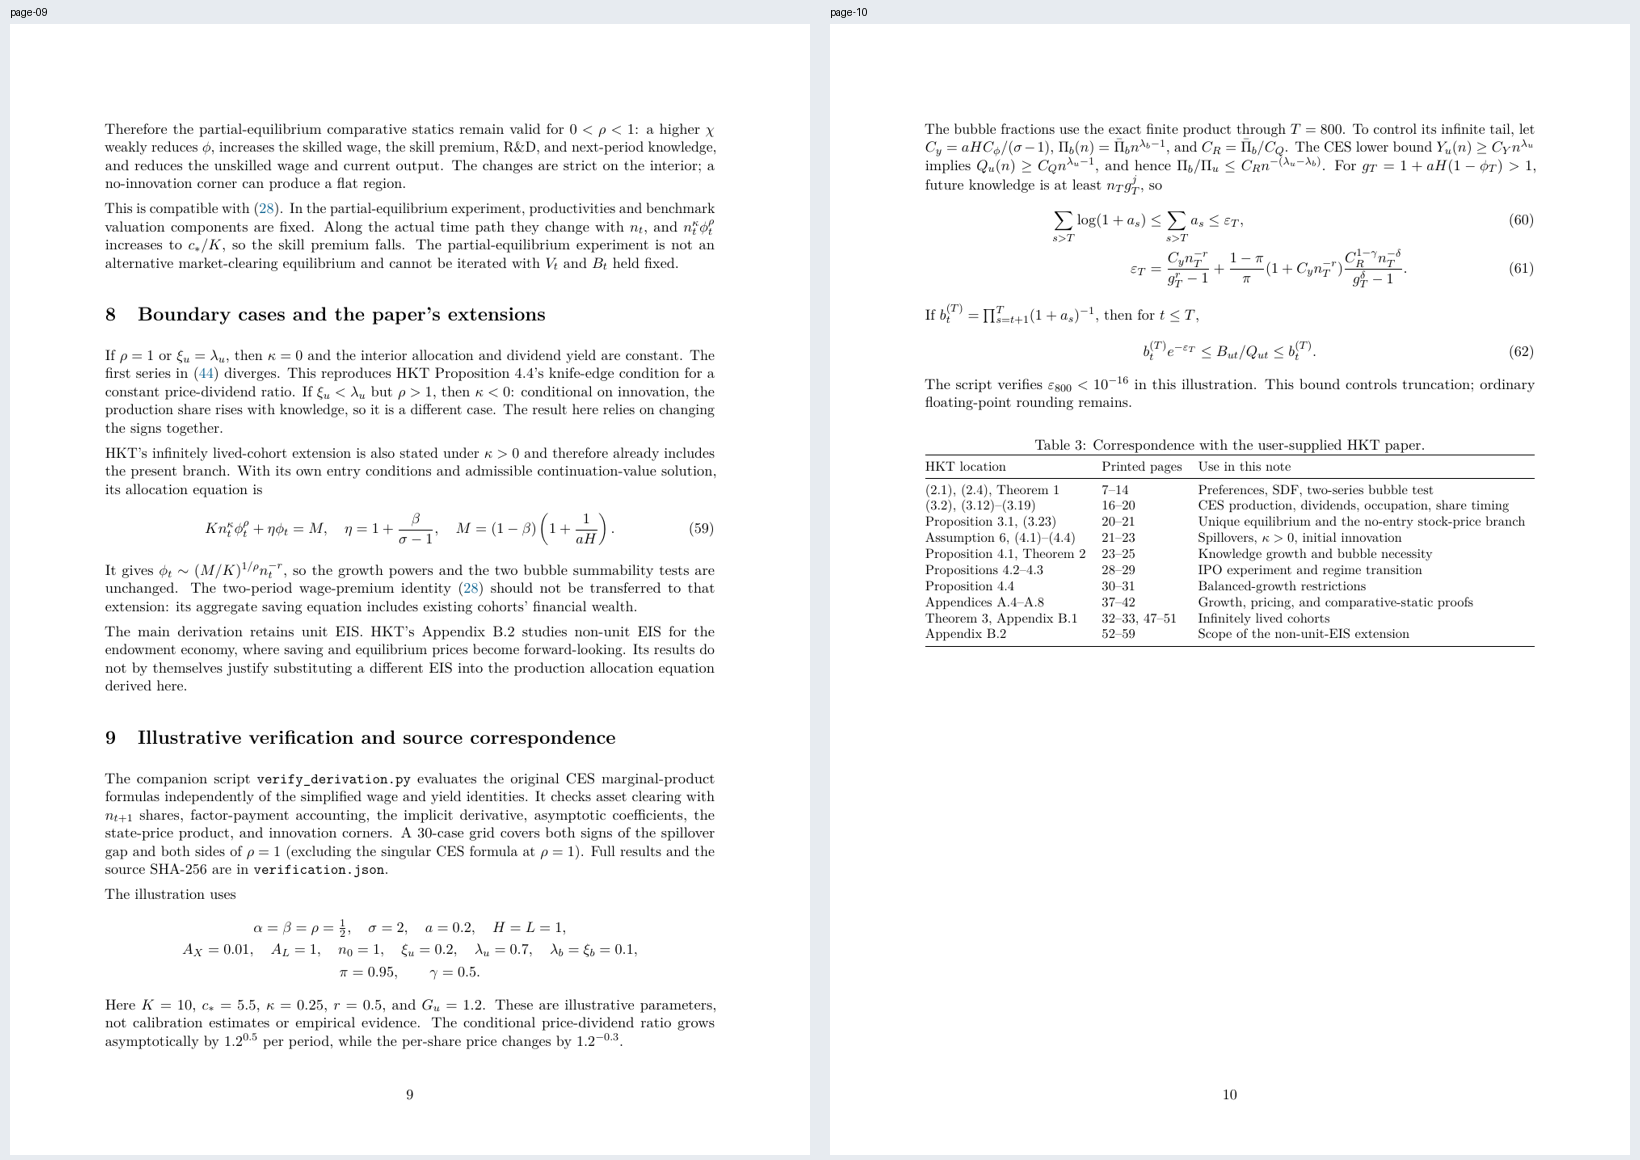 page-09
Therefore the partial-equilibrium comparative statics remain valid for 0 < ρ < 1: a higher χ
weakly reduces ϕ, increases the skilled wage, the skill premium, R&D, and next-period knowledge,
and reduces the unskilled wage and current output. The changes are strict on the interior; a
no-innovation corner can produce a flat region.
This is compatible with (28). In the partial-equilibrium experiment, productivities and benchmark
valuation components are fixed. Along the actual time path they change with n_t, and n_t^κ ϕ_t^ρ
increases to c_*/K, so the skill premium falls. The partial-equilibrium experiment is not an
alternative market-clearing equilibrium and cannot be iterated with V_t and B_t held fixed.
8 Boundary cases and the paper's extensions
If ρ = 1 or ξ_u = λ_u, then κ = 0 and the interior allocation and dividend yield are constant. The
first series in (44) diverges. This reproduces HKT Proposition 4.4's knife-edge condition for a
constant price-dividend ratio. If ξ_u < λ_u but ρ > 1, then κ < 0: conditional on innovation, the
production share rises with knowledge, so it is a different case. The result here relies on changing
the signs together.
HKT's infinitely lived-cohort extension is also stated under κ > 0 and therefore already includes
the present branch. With its own entry conditions and admissible continuation-value solution,
its allocation equation is
K n_t^κ ϕ_t^ρ + ηϕ_t = M, η = 1 + β/(σ − 1), M = (1 − β)(1 + 1/(aH)). (59)
It gives ϕ_t ∼ (M/K)^{1/ρ} n_t^{−r}, so the growth powers and the two bubble summability tests are
unchanged. The two-period wage-premium identity (28) should not be transferred to that
extension: its aggregate saving equation includes existing cohorts' financial wealth.
The main derivation retains unit EIS. HKT's Appendix B.2 studies non-unit EIS for the
endowment economy, where saving and equilibrium prices become forward-looking. Its results do
not by themselves justify substituting a different EIS into the production allocation equation
derived here.
9 Illustrative verification and source correspondence
The companion script verify_derivation.py evaluates the original CES marginal-product
formulas independently of the simplified wage and yield identities. It checks asset clearing with
n_{t+1} shares, factor-payment accounting, the implicit derivative, asymptotic coefficients, the
state-price product, and innovation corners. A 30-case grid covers both signs of the spillover
gap and both sides of ρ = 1 (excluding the singular CES formula at ρ = 1). Full results and the
source SHA-256 are in verification.json.
The illustration uses
α = β = ρ = 1/2, σ = 2, a = 0.2, H = L = 1,
A_X = 0.01, A_L = 1, n_0 = 1, ξ_u = 0.2, λ_u = 0.7, λ_b = ξ_b = 0.1,
π = 0.95, γ = 0.5.
Here K = 10, c_* = 5.5, κ = 0.25, r = 0.5, and G_u = 1.2. These are illustrative parameters,
not calibration estimates or empirical evidence. The conditional price-dividend ratio grows
asymptotically by 1.2^{0.5} per period, while the per-share price changes by 1.2^{−0.3}.
9
page-10
The bubble fractions use the exact finite product through T = 800. To control its infinite tail, let
C_y = aHC_ϕ/(σ−1), Π_b(n) = Π̄_b n^{λ_b−1}, and C_R = Π̄_b/C_Q. The CES lower bound Y_u(n) ≥ C_Y n^{λ_u}
implies Q_u(n) ≥ C_Q n^{λ_u−1}, and hence Π_b/Π_u ≤ C_R n^{−(λ_u−λ_b)}. For g_T = 1 + aH(1 − ϕ_T) > 1,
future knowledge is at least n_T g_T^j, so
∑_{s>T} log(1 + a_s) ≤ ∑_{s>T} a_s ≤ ε_T, (60)
ε_T = C_y n_T^{−r}/(g_T^r − 1) + (1 − π)/π (1 + C_y n_T^{−r}) C_R^{1−γ} n_T^{−δ}/(g_T^δ − 1). (61)
If b_t^{(T)} = ∏_{s=t+1}^T (1 + a_s)^{−1}, then for t ≤ T,
b_t^{(T)} e^{−ε_T} ≤ B_{ut}/Q_{ut} ≤ b_t^{(T)}. (62)
The script verifies ε_{800} < 10^{−16} in this illustration. This bound controls truncation; ordinary
floating-point rounding remains.
Table 3: Correspondence with the user-supplied HKT paper.
HKT location Printed pages Use in this note
(2.1), (2.4), Theorem 1 7–14 Preferences, SDF, two-series bubble test
(3.2), (3.12)–(3.19) 16–20 CES production, dividends, occupation, share timing
Proposition 3.1, (3.23) 20–21 Unique equilibrium and the no-entry stock-price branch
Assumption 6, (4.1)–(4.4) 21–23 Spillovers, κ > 0, initial innovation
Proposition 4.1, Theorem 2 23–25 Knowledge growth and bubble necessity
Propositions 4.2–4.3 28–29 IPO experiment and regime transition
Proposition 4.4 30–31 Balanced-growth restrictions
Appendices A.4–A.8 37–42 Growth, pricing, and comparative-static proofs
Theorem 3, Appendix B.1 32–33, 47–51 Infinitely lived cohorts
Appendix B.2 52–59 Scope of the non-unit-EIS extension
10